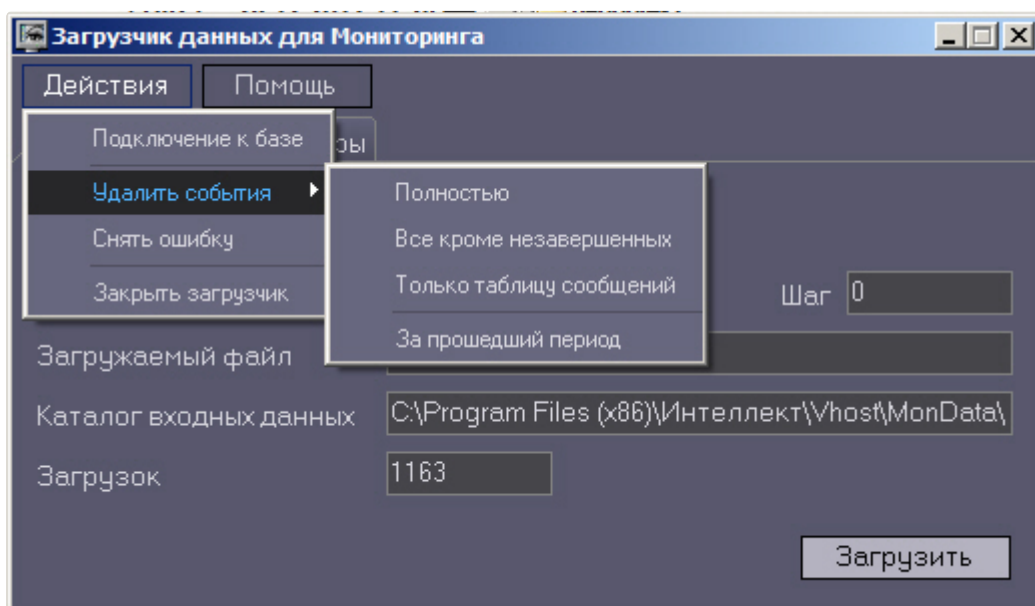 Загрузчик данных для Мониторинга
Действия Помощь
Подключение к базе
Удалить события
Снять ошибку
Закрыть загрузчик
Полностью
Все кроме незавершенных
Только таблицу сообщений
За прошедший период
Шаг 0
Загружаемый файл
Каталог входных данных C:\Program Files (x86)\Интеллект\Vhost\MonData\
Загрузок 1163
Загрузить